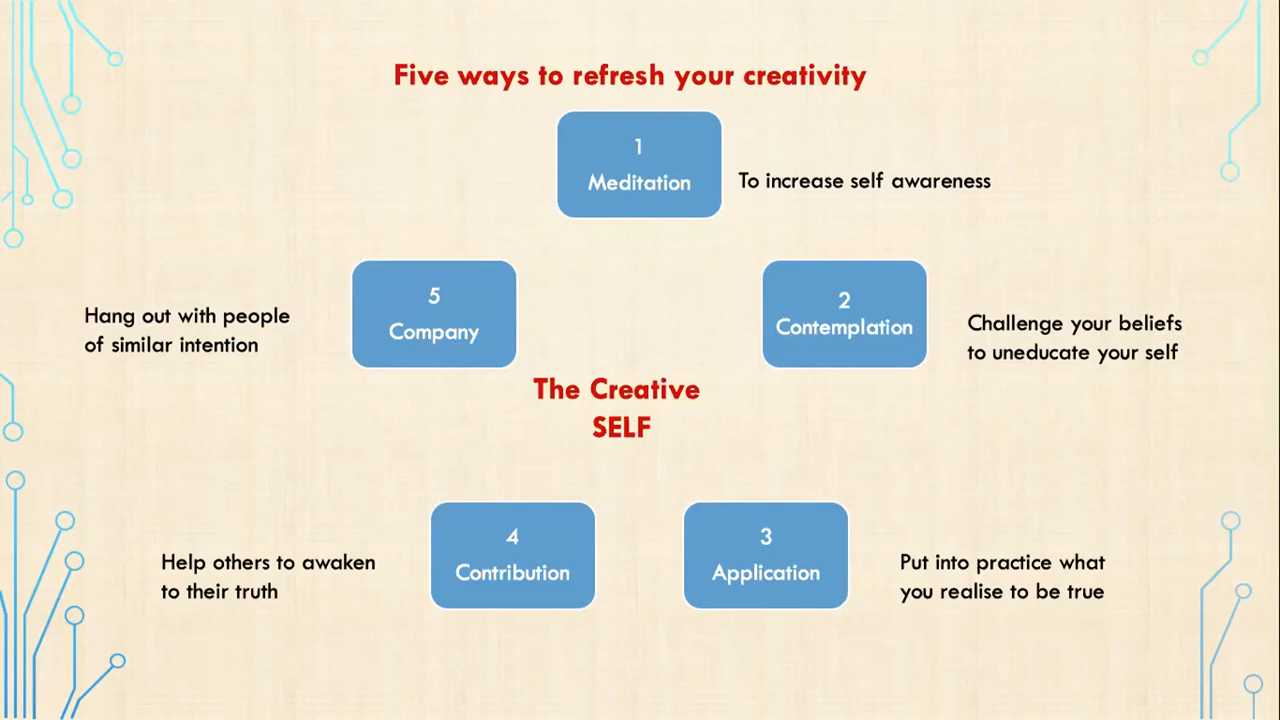 Five ways to refresh your creativity
1
Meditation
To increase self awareness
2
Contemplation
Challenge your beliefs
to uneducate your self
3
Application
Put into practice what
you realise to be true
4
Contribution
Help others to awaken
to their truth
5
Company
Hang out with people
of similar intention
The Creative
SELF